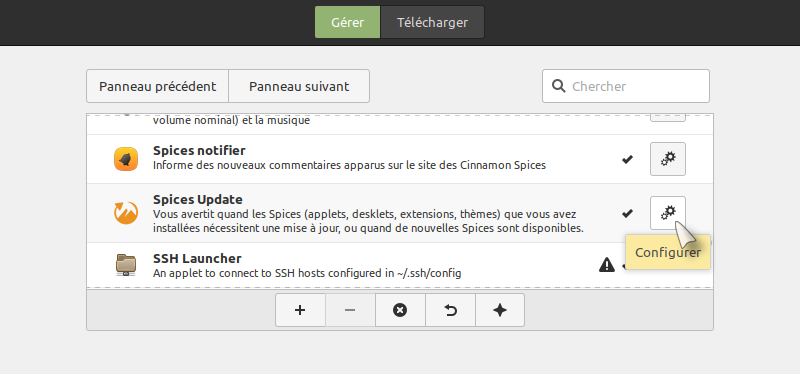 Gérer
Télécharger
Panneau précédent
Panneau suivant
Chercher
volume nominal) et la musique
Spices notifier
Informe des nouveaux commentaires apparus sur le site des Cinnamon Spices
Spices Update
Vous avertit quand les Spices (applets, desklets, extensions, thèmes) que vous avez
installées nécessitent une mise à jour, ou quand de nouvelles Spices sont disponibles.
Configurer
SSH Launcher
An applet to connect to SSH hosts configured in ~/.ssh/config